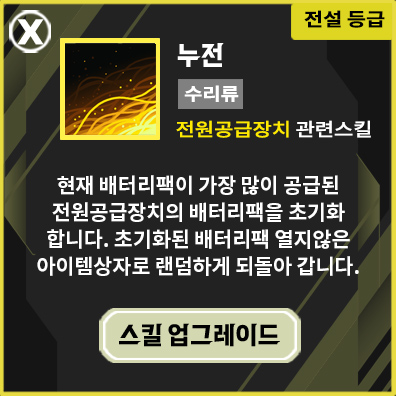 X
전설 등급
누전
수리류
전원공급장치 관련스킬
현재 배터리팩이 가장 많이 공급된
전원공급장치의 배터리팩을 초기화
합니다. 초기화된 배터리팩 열지않은
아이템상자로 랜덤하게 되돌아 갑니다.
스킬 업그레이드